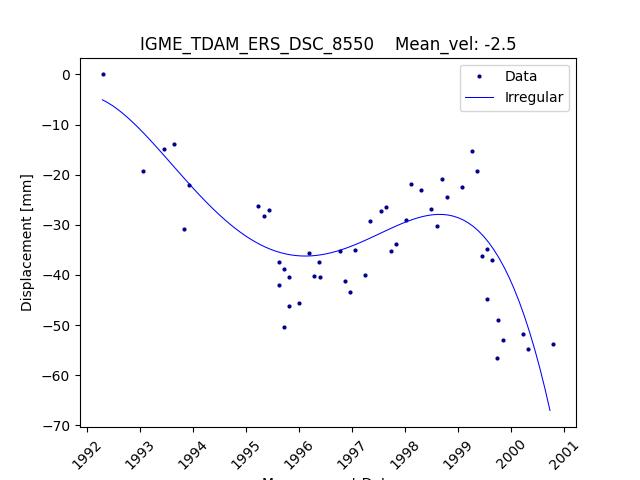 IGME_TDAM_ERS_DSC_8550    Mean_vel: -2.5
Data
Irregular
Displacement [mm]
0
−10
−20
−30
−40
−50
−60
−70
1992 1993 1994 1995 1996 1997 1998 1999 2000 2001